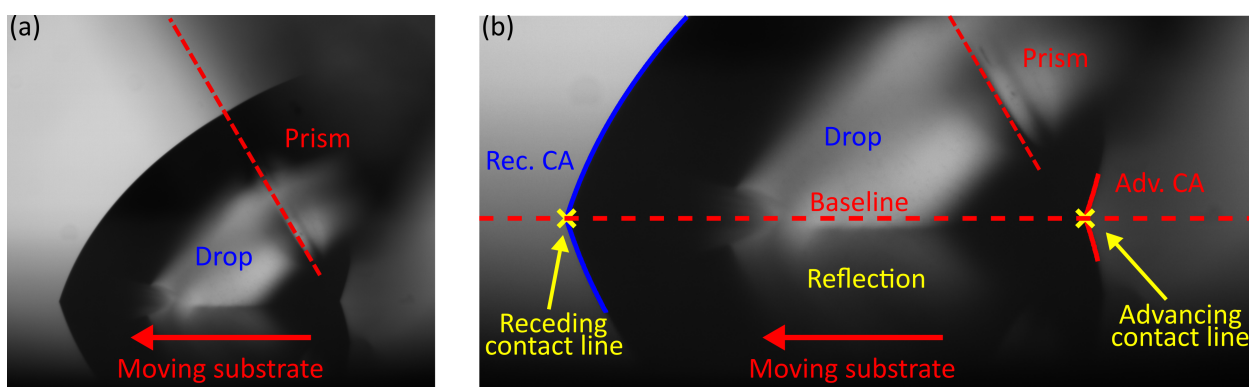 (a)
Prism
Drop
Moving substrate
(b)
Prism
Drop
Rec. CA
Adv. CA
Baseline
Reflection
Receding
contact line
Advancing
contact line
Moving substrate